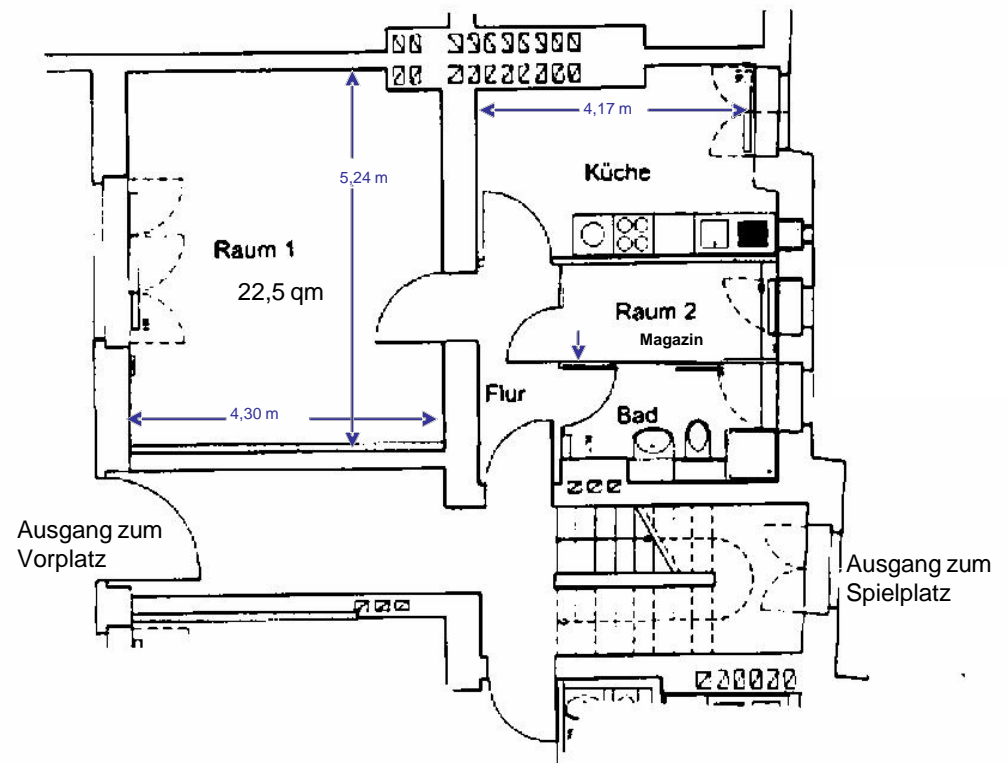 4,17 m
Küche
5,24 m
Raum 1
22,5 qm
Raum 2
Magazin
Flur
4,30 m
Bad
Ausgang zum
Vorplatz
Ausgang zum
Spielplatz